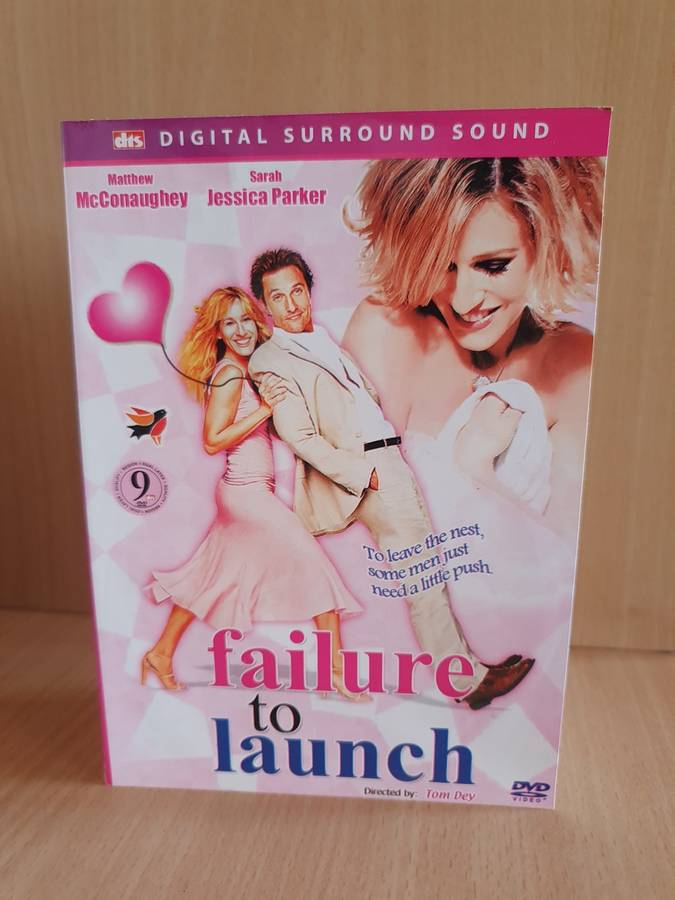 dts DIGITAL SURROUND SOUND
Matthew
McConaughey
Sarah
Jessica Parker
9
To leave the nest,
some men just
need a little push.
failure
to
launch
Directed by: Tom Dey
DVD
VIDEO